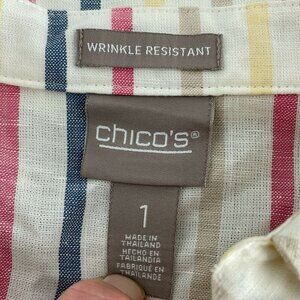 WRINKLE RESISTANT
chico's®
1
MADE IN
THAILAND
HECHO EN
TAILANDIA
FABRIQUÉ EN
THAÏLANDE